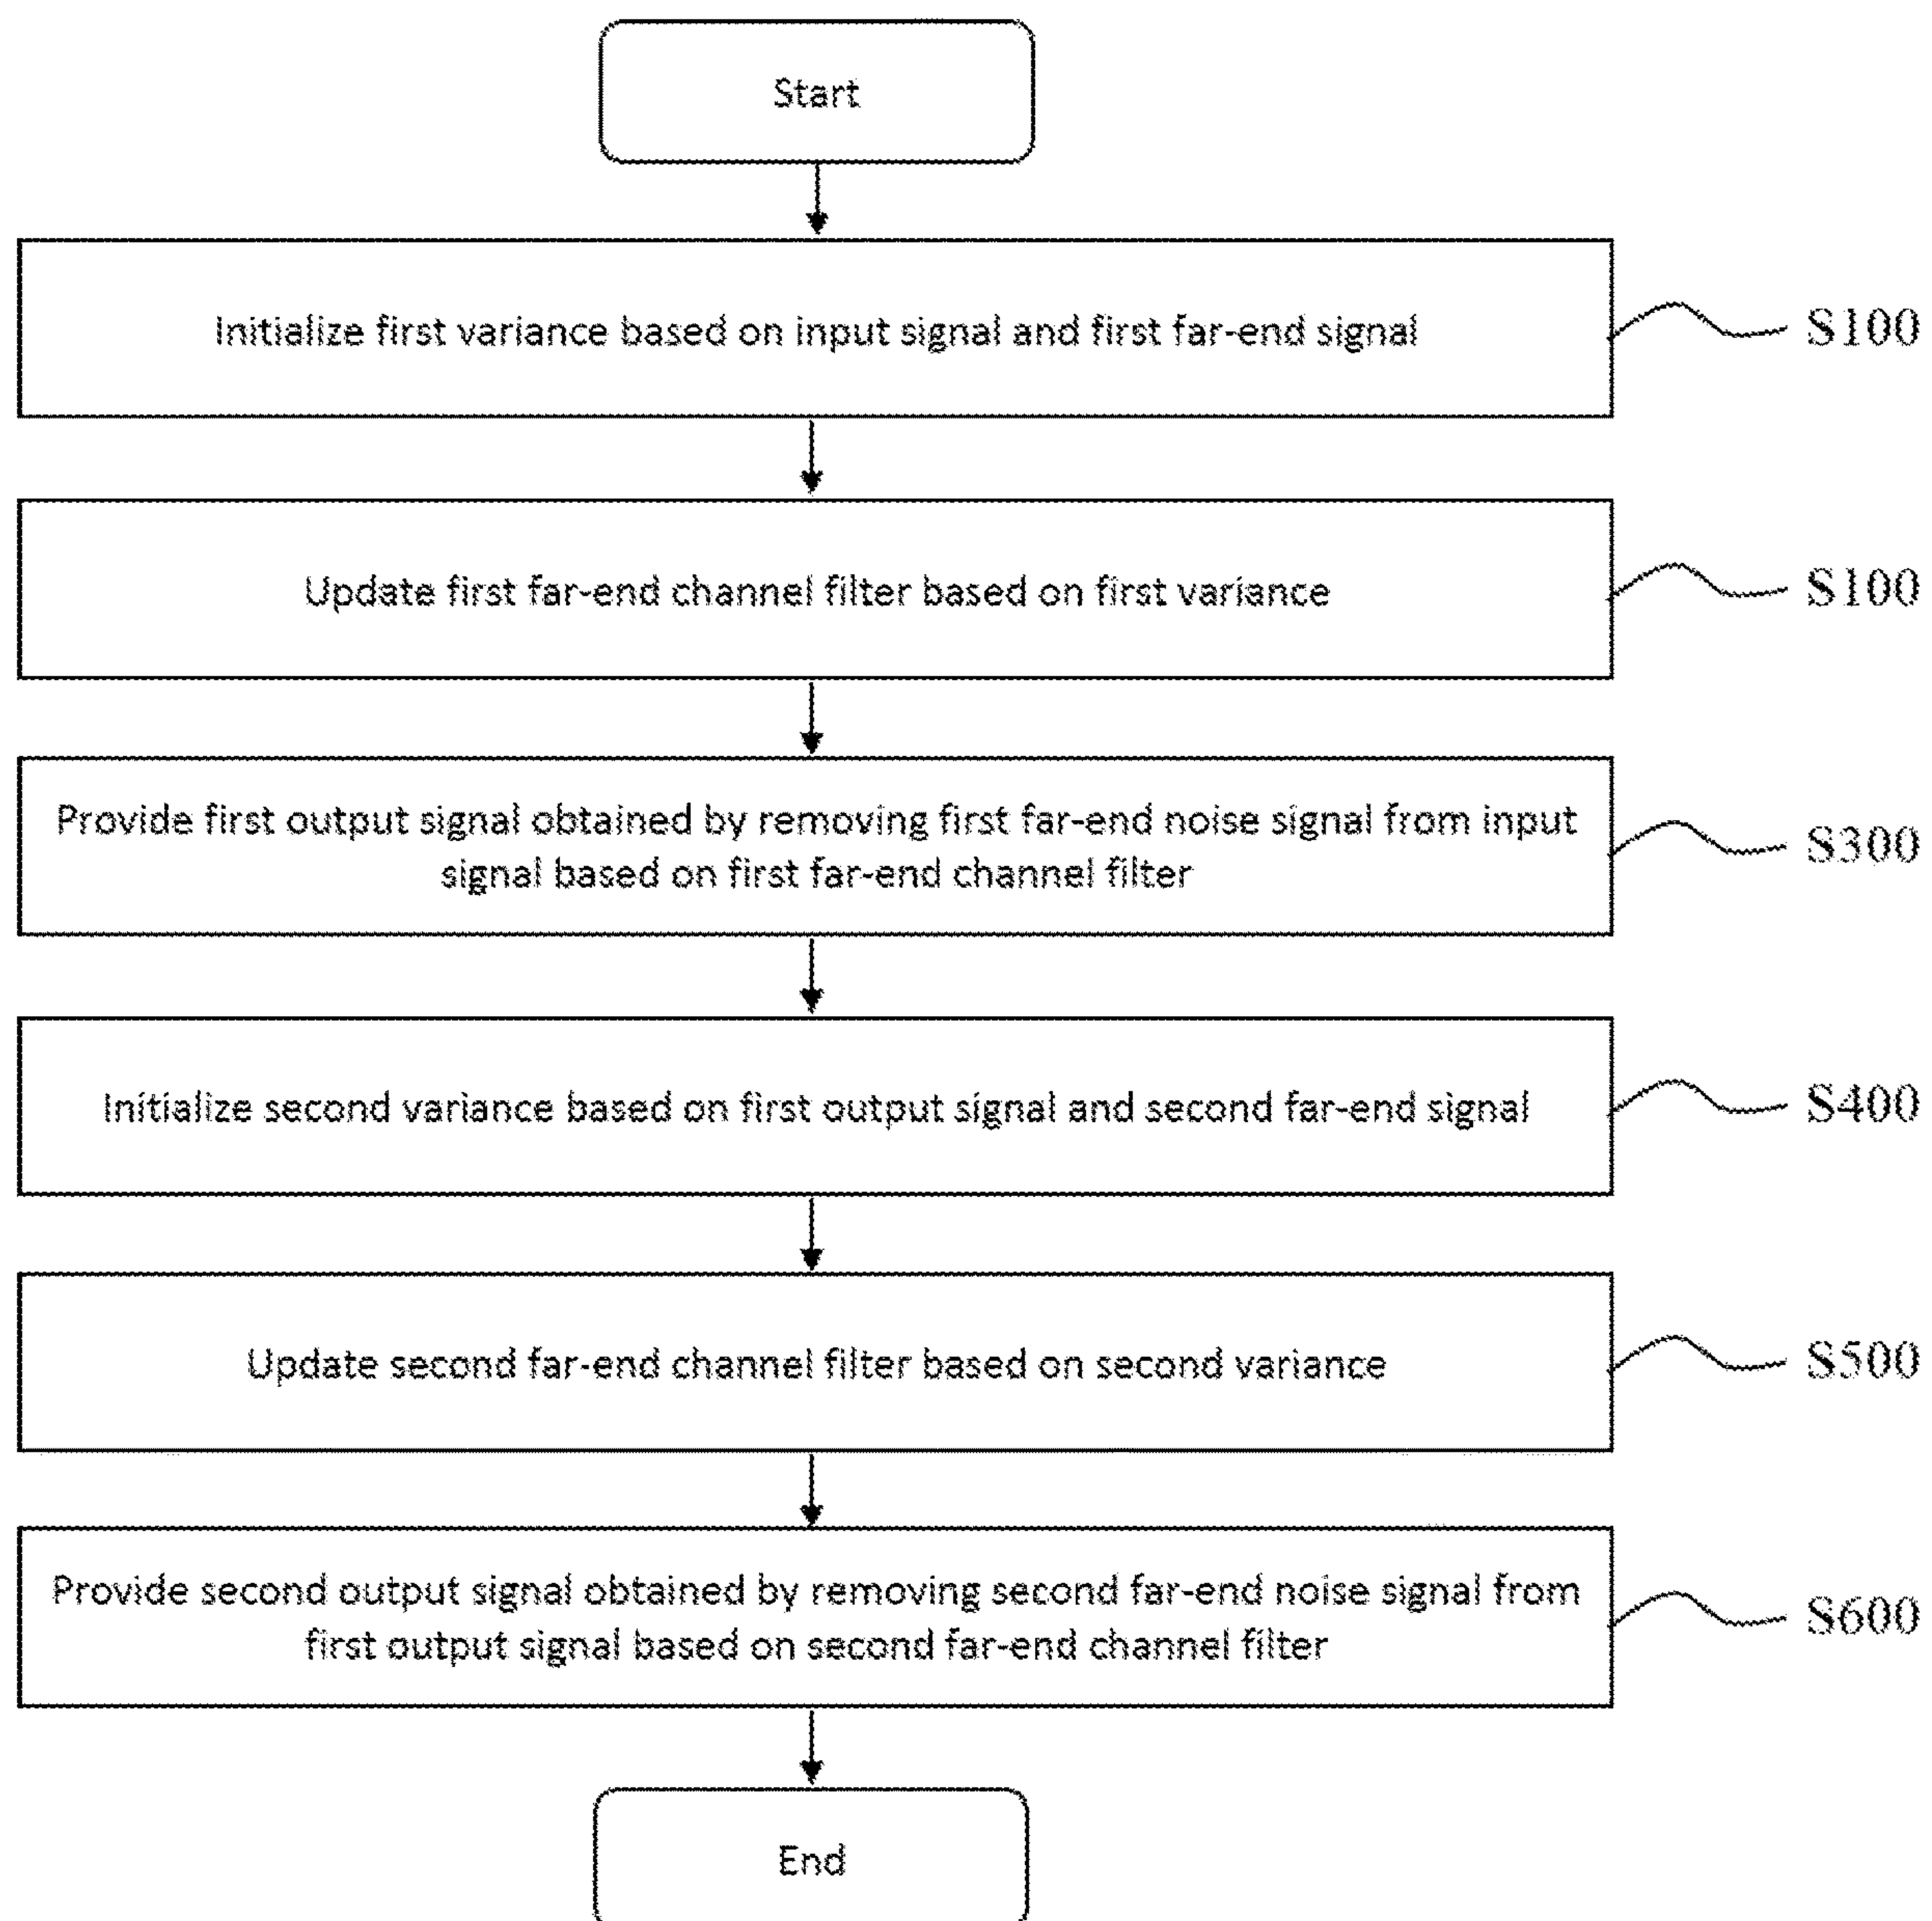 Start
Initialize first variance based on input signal and first far-end signal
S100
Update first far-end channel filter based on first variance
S100
Provide first output signal obtained by removing first far-end noise signal from input
signal based on first far-end channel filter
S300
Initialize second variance based on first output signal and second far-end signal
S400
Update second far-end channel filter based on second variance
S500
Provide second output signal obtained by removing second far-end noise signal from
first output signal based on second far-end channel filter
S600
End